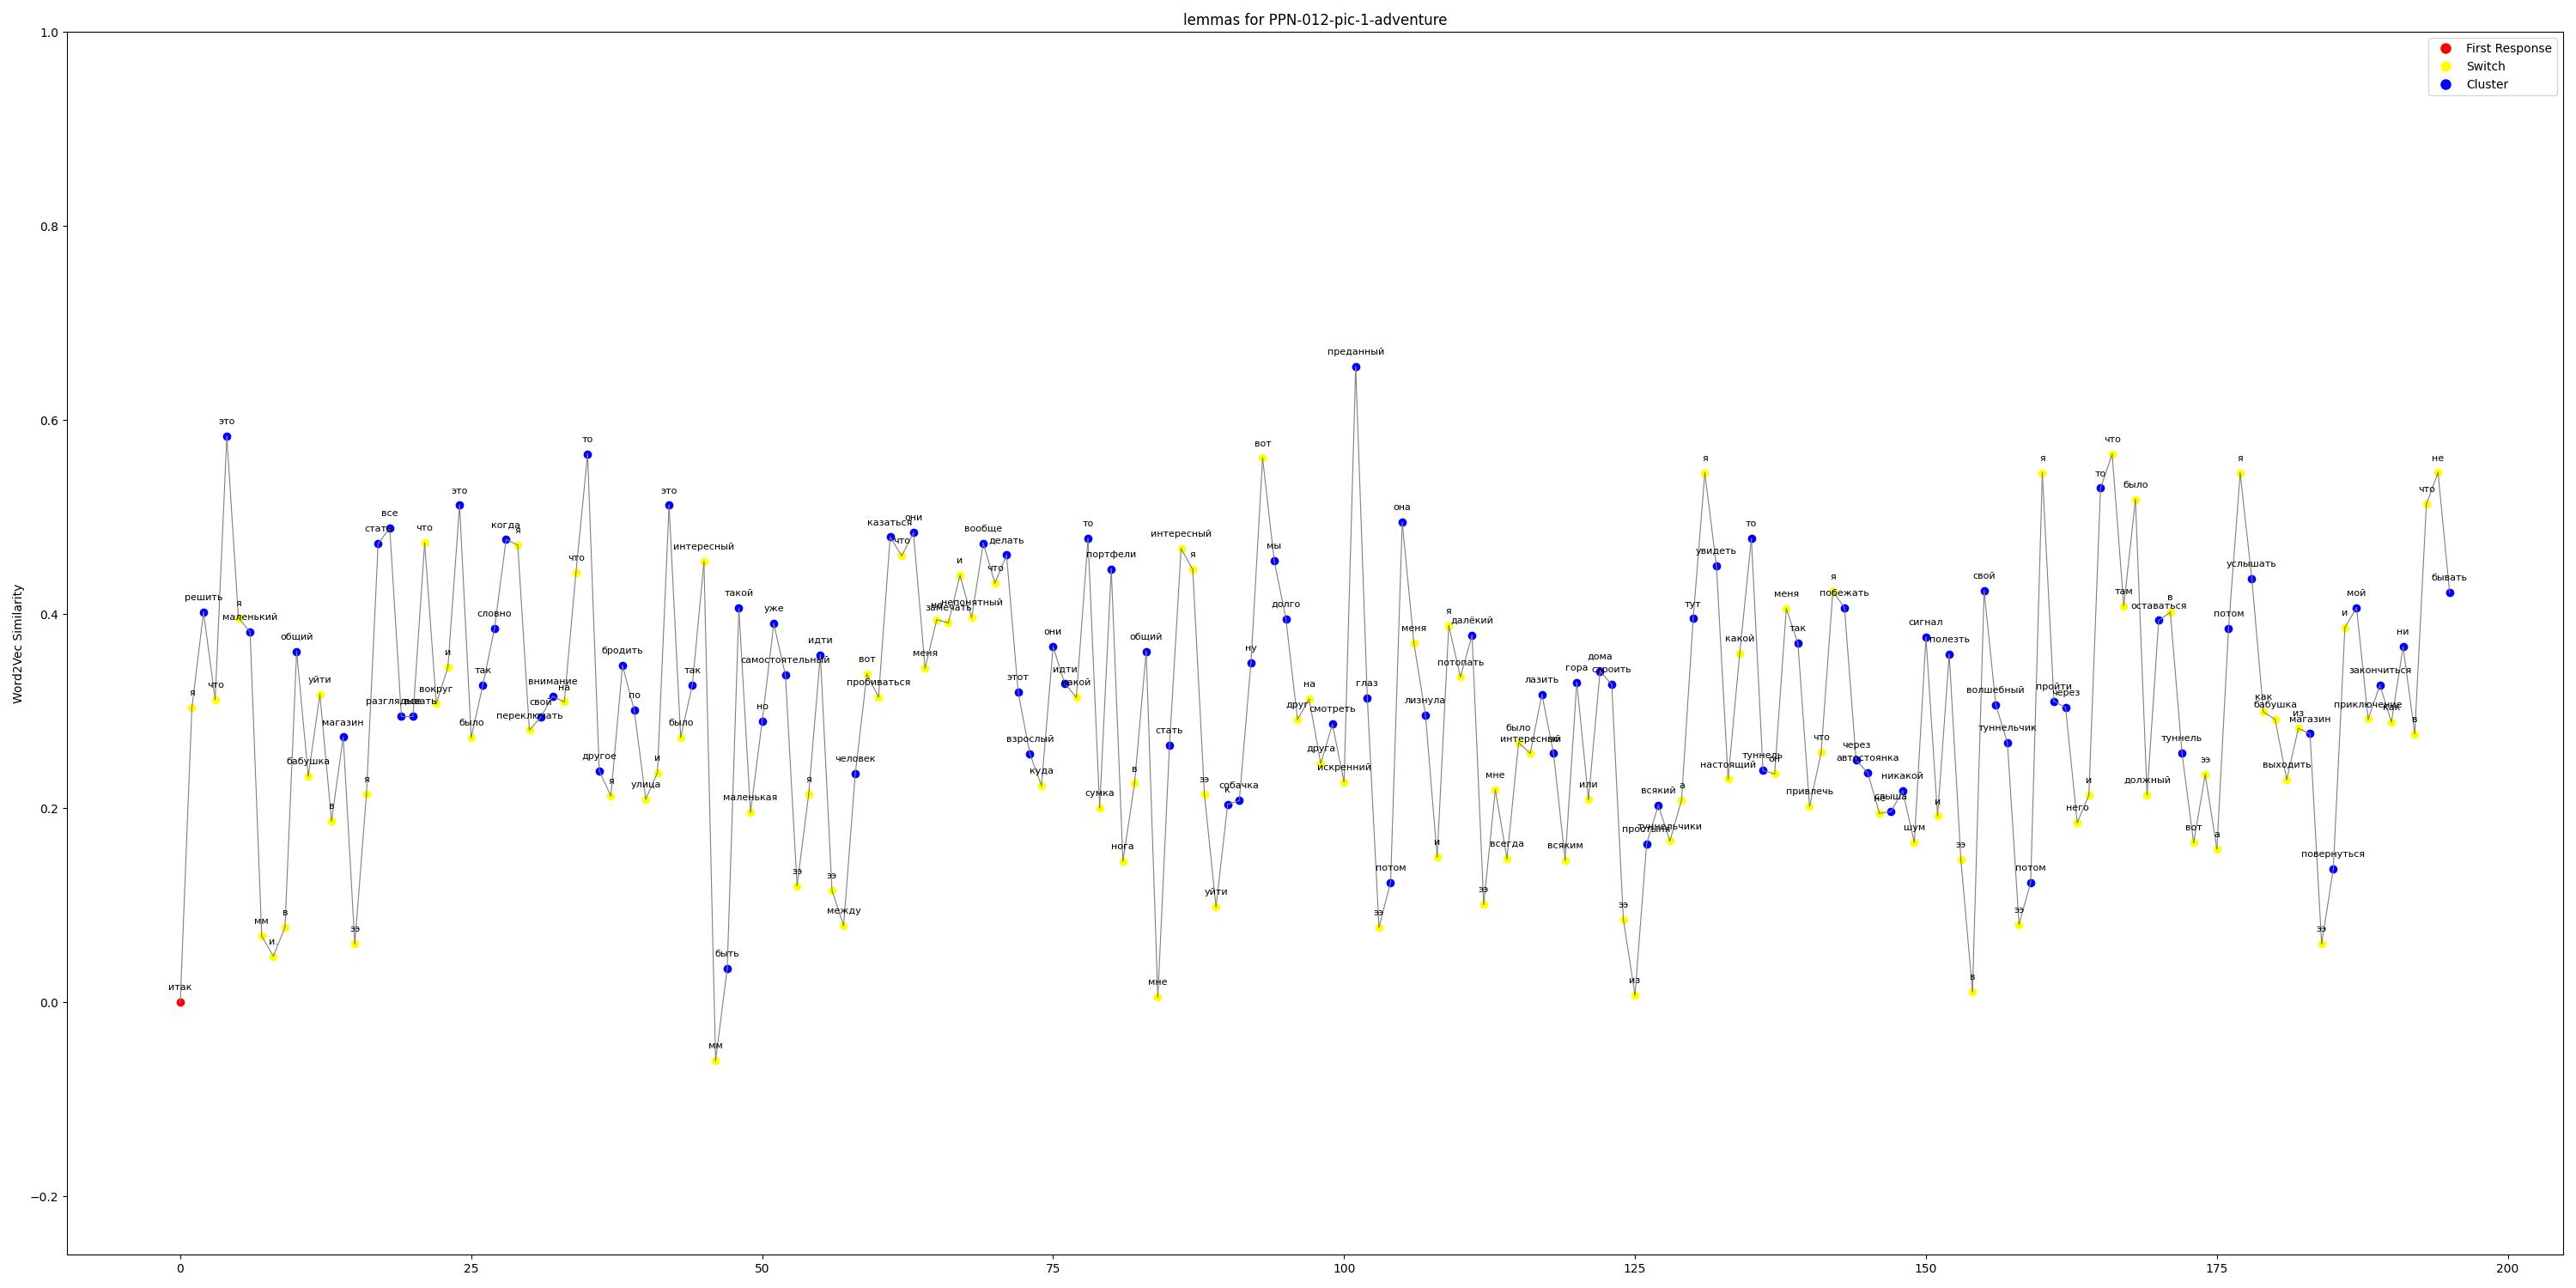 lemmas for PPN-012-pic-1-adventure
First Response
Switch
Cluster
Word2Vec Similarity
1.0
0.8
0.6
0.4
0.2
0.0
−0.2
0
25
50
75
100
125
150
175
200
итак
я
решить
что
это
я
маленький
мм
и
в
общий
бабушка
уйти
в
магазин
ээ
я
стать
все
что
вокруг
и
это
было
так
словно
когда
я
переключать
свой
внимание
на
что
то
другое
я
бродить
по
улица
и
это
было
так
интересный
мм
быть
такой
маленькая
но
уже
самостоятельный
ээ
я
идти
ээ
между
человек
вот
пробиваться
казаться
что
они
меня
не
замечать
и
непонятный
вообще
что
делать
этот
взрослый
куда
они
идти
какой
то
сумка
портфели
нога
в
общий
мне
стать
интересный
я
ээ
уйти
к
собачка
ну
вот
мы
долго
друг
на
друга
смотреть
искренний
преданный
глаз
ээ
потом
она
меня
лизнула
и
я
потопать
далёкий
ээ
мне
всегда
было
интересный
лазить
по
всяким
гора
или
дома
строить
ээ
из
простыня
всякий
туннельчики
а
тут
я
увидеть
настоящий
какой
то
туннель
он
меня
так
привлечь
что
я
побежать
через
автостоянка
не
слыша
никакой
шум
сигнал
и
полезть
ээ
в
свой
волшебный
туннельчик
ээ
потом
я
пройти
через
него
и
то
что
там
было
должный
оставаться
в
туннель
вот
ээ
а
потом
я
услышать
как
бабушка
выходить
из
магазин
ээ
повернуться
и
мой
приключение
закончиться
как
ни
в
что
не
бывать